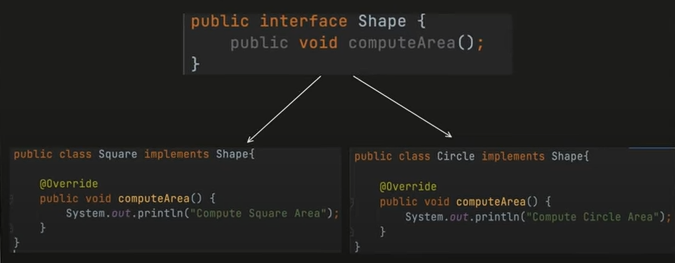 public interface Shape {
public void computeArea();
}
public class Square implements Shape{
@Override
public void computeArea() {
System.out.println("Compute Square Area");
}
}
public class Circle implements Shape{
@Override
public void computeArea() {
System.out.println("Compute Circle Area");
}
}